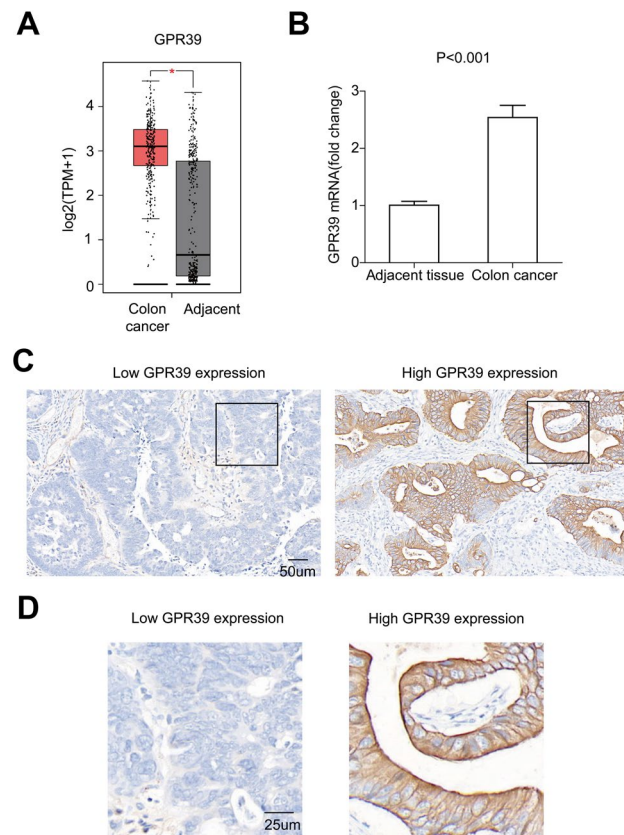 A
GPR39
*
log2(TPM+1)
4
3
2
1
0
Colon
cancer
Adjacent
B
P<0.001
GPR39 mRNA(fold change)
3
2
1
0
Adjacent tissue
Colon cancer
C
Low GPR39 expression
High GPR39 expression
50um
D
Low GPR39 expression
High GPR39 expression
25um